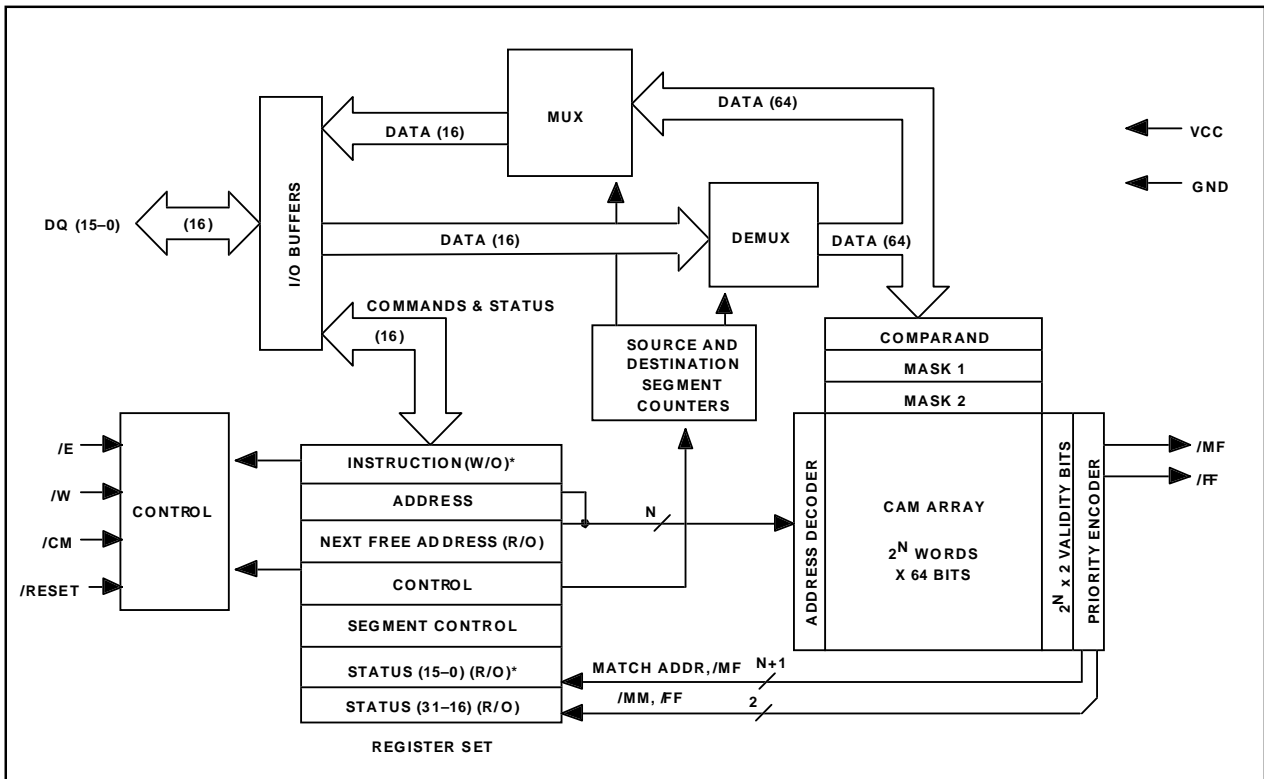 MUX
DATA (64)
DATA (16)
VCC
GND
DQ (15–0)
(16)
I/O BUFFERS
DATA (16)
DEMUX
DATA (64)
COMMANDS & STATUS
(16)
SOURCE AND
DESTINATION
SEGMENT
COUNTERS
COMPARAND
MASK 1
MASK 2
/E
/W
/CM
/RESET
CONTROL
INSTRUCTION (W/O)*
ADDRESS
NEXT FREE ADDRESS (R/O)
CONTROL
SEGMENT CONTROL
STATUS (15–0) (R/O)*
STATUS (31–16) (R/O)
REGISTER SET
N
ADDRESS DECODER
CAM ARRAY
2^N WORDS
X 64 BITS
2^N x 2 VALIDITY BITS
PRIORITY ENCODER
/MF
/FF
MATCH ADDR, /MF
N+1
/MM, /FF
2